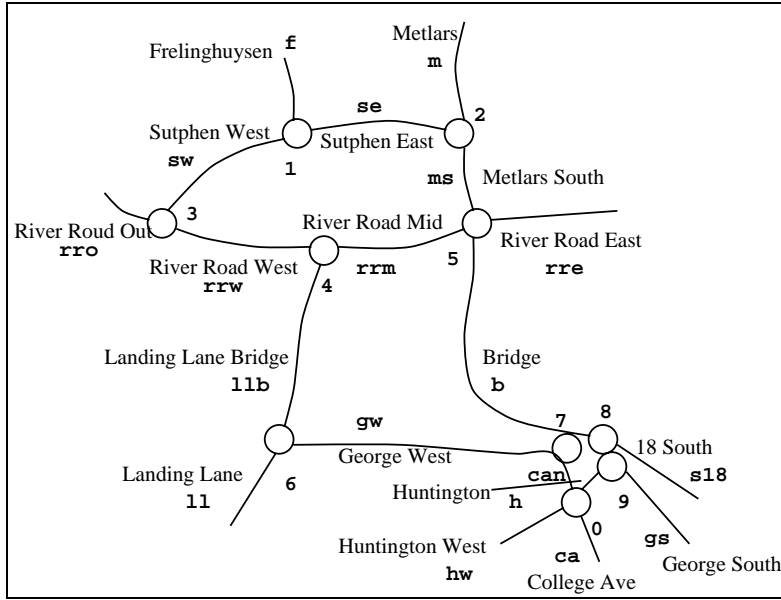 Metlars
f
Frelinghuysen
m
se
2
Sutphen West
Sutphen East
sw
1
ms
Metlars South
3
River Road Mid
River Roud Out
River Road East
rro
River Road West
rrm
5
rre
rrw
4
Landing Lane Bridge
Bridge
llb
b
gw
7
8
18 South
George West
Landing Lane
can
s18
ll
6
Huntington
h
9
0
gs
Huntington West
ca
George South
hw
College Ave